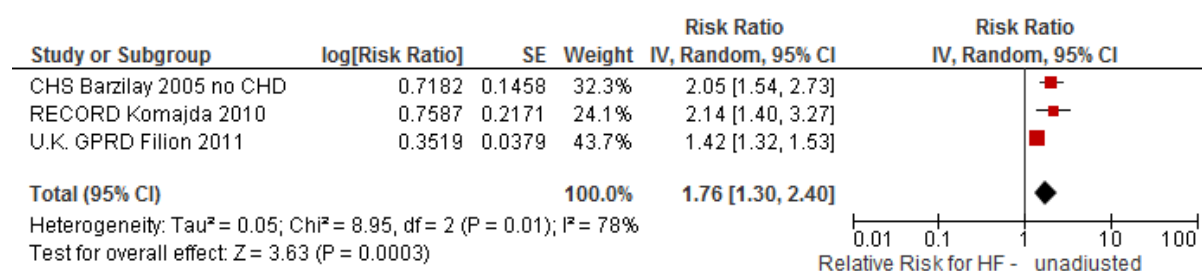 Risk Ratio Risk Ratio
Study or Subgroup log[Risk Ratio] SE Weight IV, Random, 95% CI IV, Random, 95% CI
CHS Barzilay 2005 no CHD 0.7182 0.1458 32.3% 2.05 [1.54, 2.73]
RECORD Komajda 2010 0.7587 0.2171 24.1% 2.14 [1.40, 3.27]
U.K. GPRD Filion 2011 0.3519 0.0379 43.7% 1.42 [1.32, 1.53]
Total (95% CI) 100.0% 1.76 [1.30, 2.40]
Heterogeneity: Tau² = 0.05; Chi² = 8.95, df = 2 (P = 0.01); I² = 78%
Test for overall effect: Z = 3.63 (P = 0.0003)
0.01 0.1 1 10 100
Relative Risk for HF - unadjusted